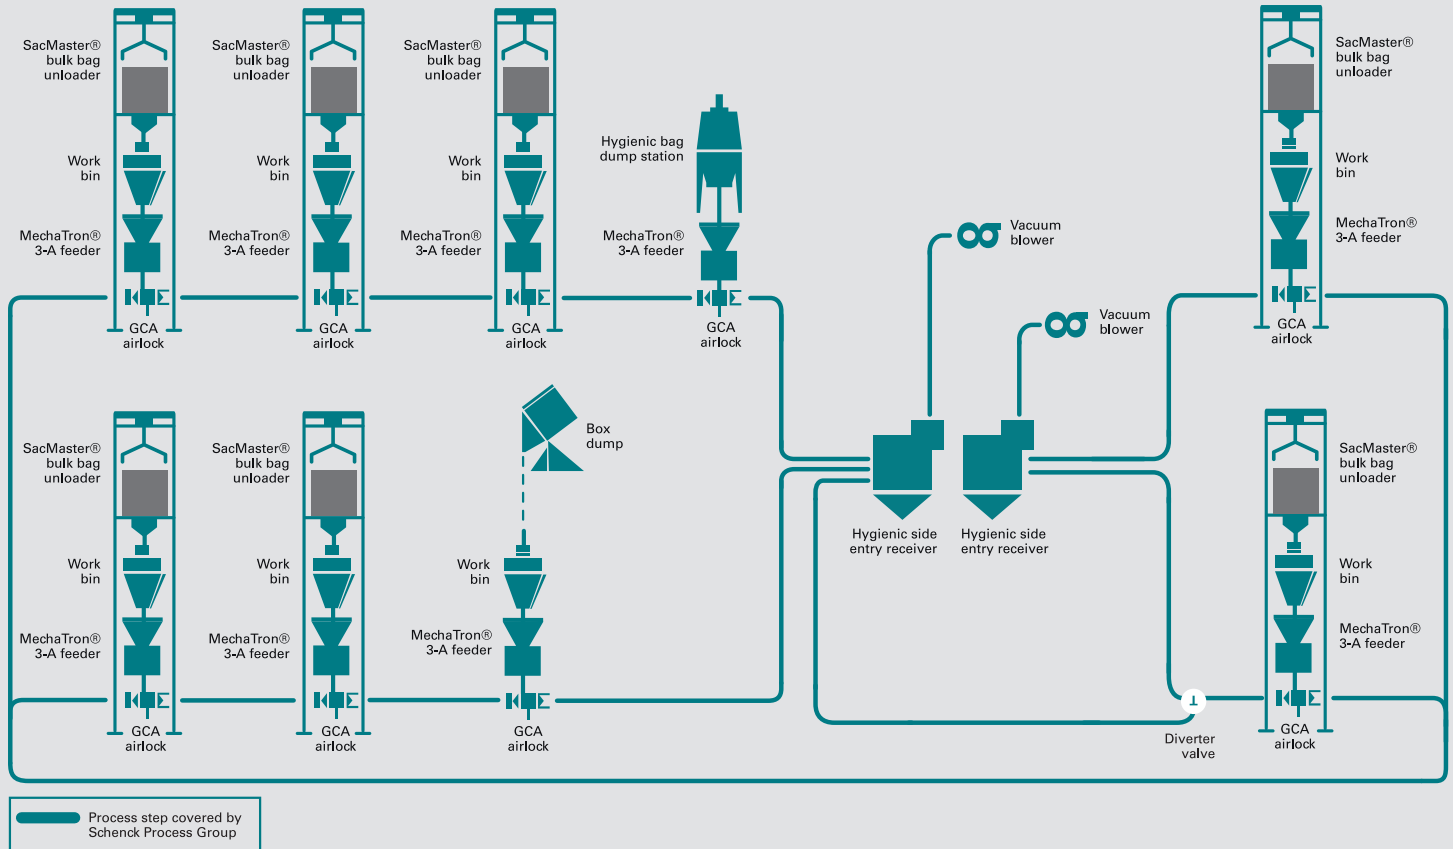 SacMaster®
bulk bag
unloader
SacMaster®
bulk bag
unloader
SacMaster®
bulk bag
unloader
SacMaster®
bulk bag
unloader
Hygienic bag
dump station
Work
bin
Work
bin
Work
bin
Work
bin
MechaTron®
3-A feeder
MechaTron®
3-A feeder
MechaTron®
3-A feeder
MechaTron®
3-A feeder
MechaTron®
3-A feeder
Vacuum
blower
Vacuum
blower
GCA
airlock
GCA
airlock
GCA
airlock
GCA
airlock
GCA
airlock
SacMaster®
bulk bag
unloader
SacMaster®
bulk bag
unloader
Box
dump
SacMaster®
bulk bag
unloader
Hygienic side
entry receiver
Hygienic side
entry receiver
Work
bin
Work
bin
Work
bin
Work
bin
MechaTron®
3-A feeder
MechaTron®
3-A feeder
MechaTron®
3-A feeder
MechaTron®
3-A feeder
GCA
airlock
GCA
airlock
GCA
airlock
Diverter
valve
GCA
airlock
Process step covered by
Schenck Process Group